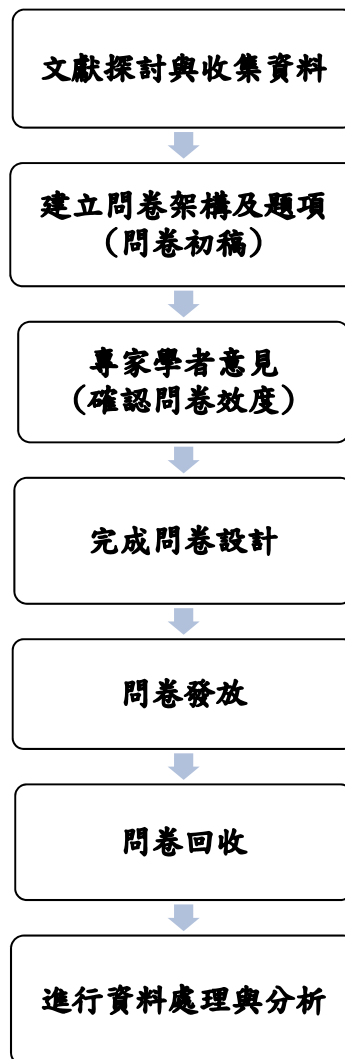 文獻探討與收集資料
建立問卷架構及題項
（問卷初稿）
專家學者意見
（確認問卷效度）
完成問卷設計
問卷發放
問卷回收
進行資料處理與分析